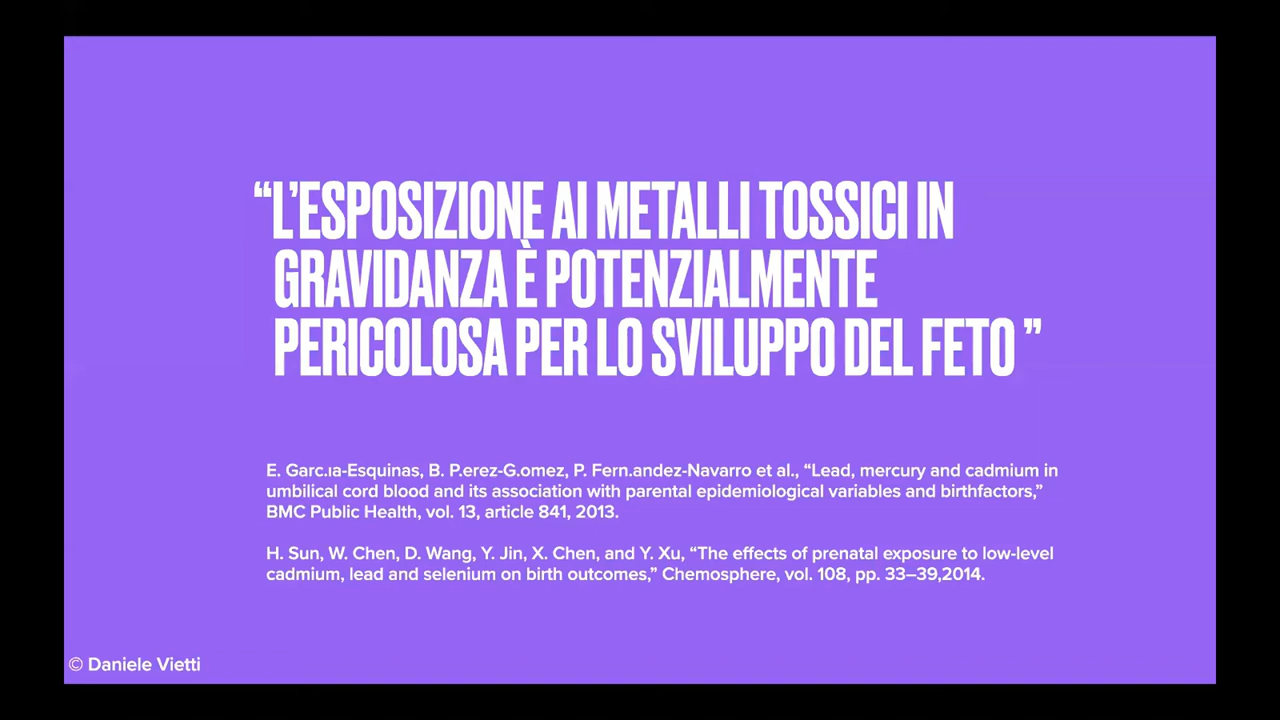 “L’ESPOSIZIONE AI METALLI TOSSICI IN
GRAVIDANZA È POTENZIALMENTE
PERICOLOSA PER LO SVILUPPO DEL FETO ”
E. Garc.ıa-Esquinas, B. P.erez-G.omez, P. Fern.andez-Navarro et al., “Lead, mercury and cadmium in
umbilical cord blood and its association with parental epidemiological variables and birthfactors,”
BMC Public Health, vol. 13, article 841, 2013.
H. Sun, W. Chen, D. Wang, Y. Jin, X. Chen, and Y. Xu, “The effects of prenatal exposure to low-level
cadmium, lead and selenium on birth outcomes,” Chemosphere, vol. 108, pp. 33–39,2014.
© Daniele Vietti